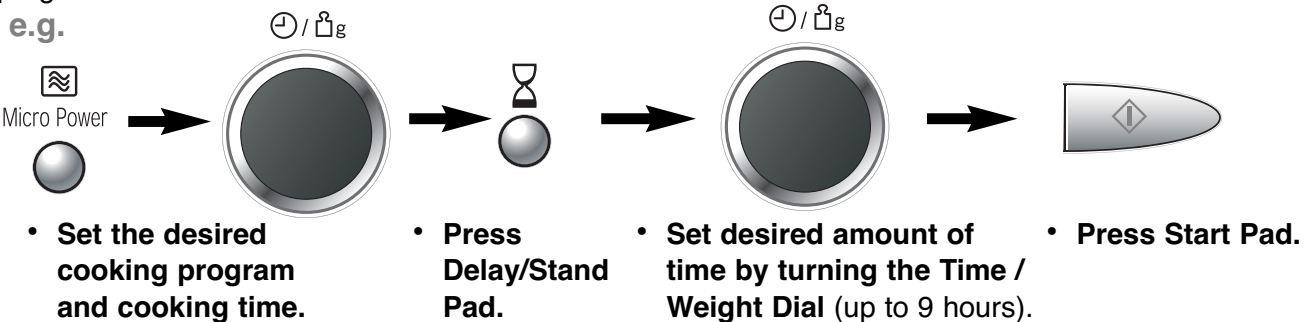 e.g.
/ g
/ g
Micro Power
• Set the desired
cooking program
and cooking time.
• Press
Delay/Stand
Pad.
• Set desired amount of
time by turning the Time /
Weight Dial (up to 9 hours).
• Press Start Pad.